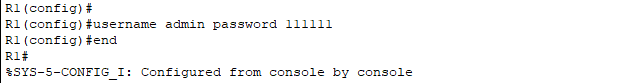 R1(config)#
R1(config)#username admin password 111111
R1(config)#end
R1#
%SYS-5-CONFIG_I: Configured from console by console